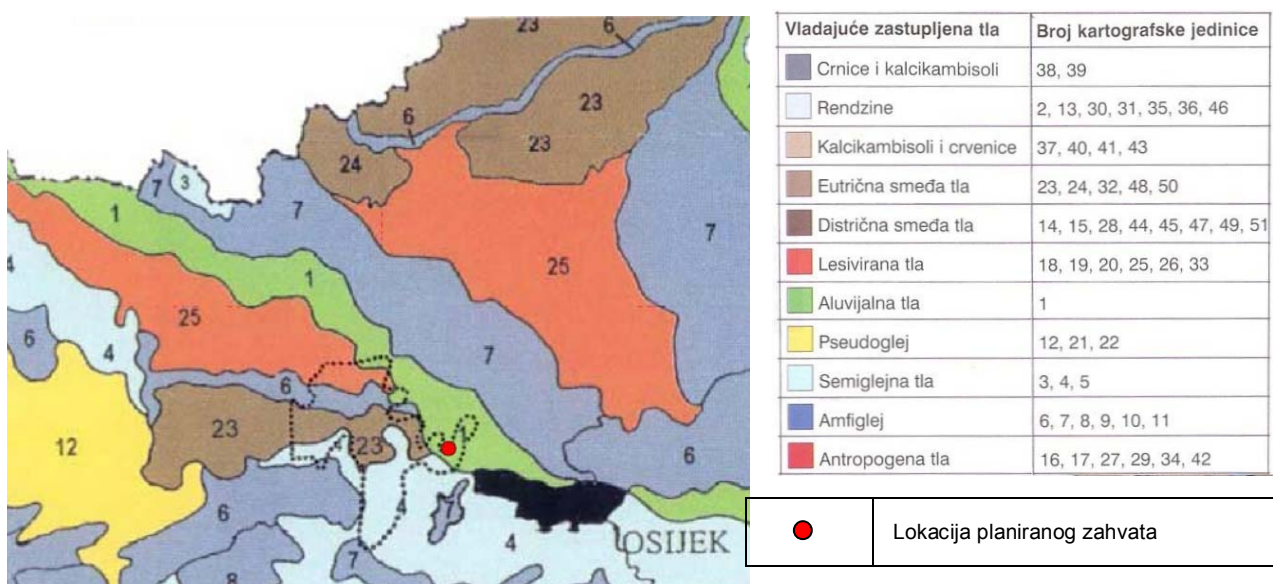 23
6
23
6
23
24
3
7
7
7
1
25
1
4
25
6
4
7
6
23
23
1
12
6
6
4
7
4
OSIJEK
7
8
Vladajuće zastupljena tla Broj kartografske jedinice
Crnice i kalcikambisoli 38, 39
Rendzine 2, 13, 30, 31, 35, 36, 46
Kalcikambisoli i crvenice 37, 40, 41, 43
Eutrična smeđa tla 23, 24, 32, 48, 50
Distrična smeđa tla 14, 15, 28, 44, 45, 47, 49, 51
Lesivirana tla 18, 19, 20, 25, 26, 33
Aluvijalna tla 1
Pseudoglej 12, 21, 22
Semiglejna tla 3, 4, 5
Amfiglej 6, 7, 8, 9, 10, 11
Antropogena tla 16, 17, 27, 29, 34, 42
Lokacija planiranog zahvata